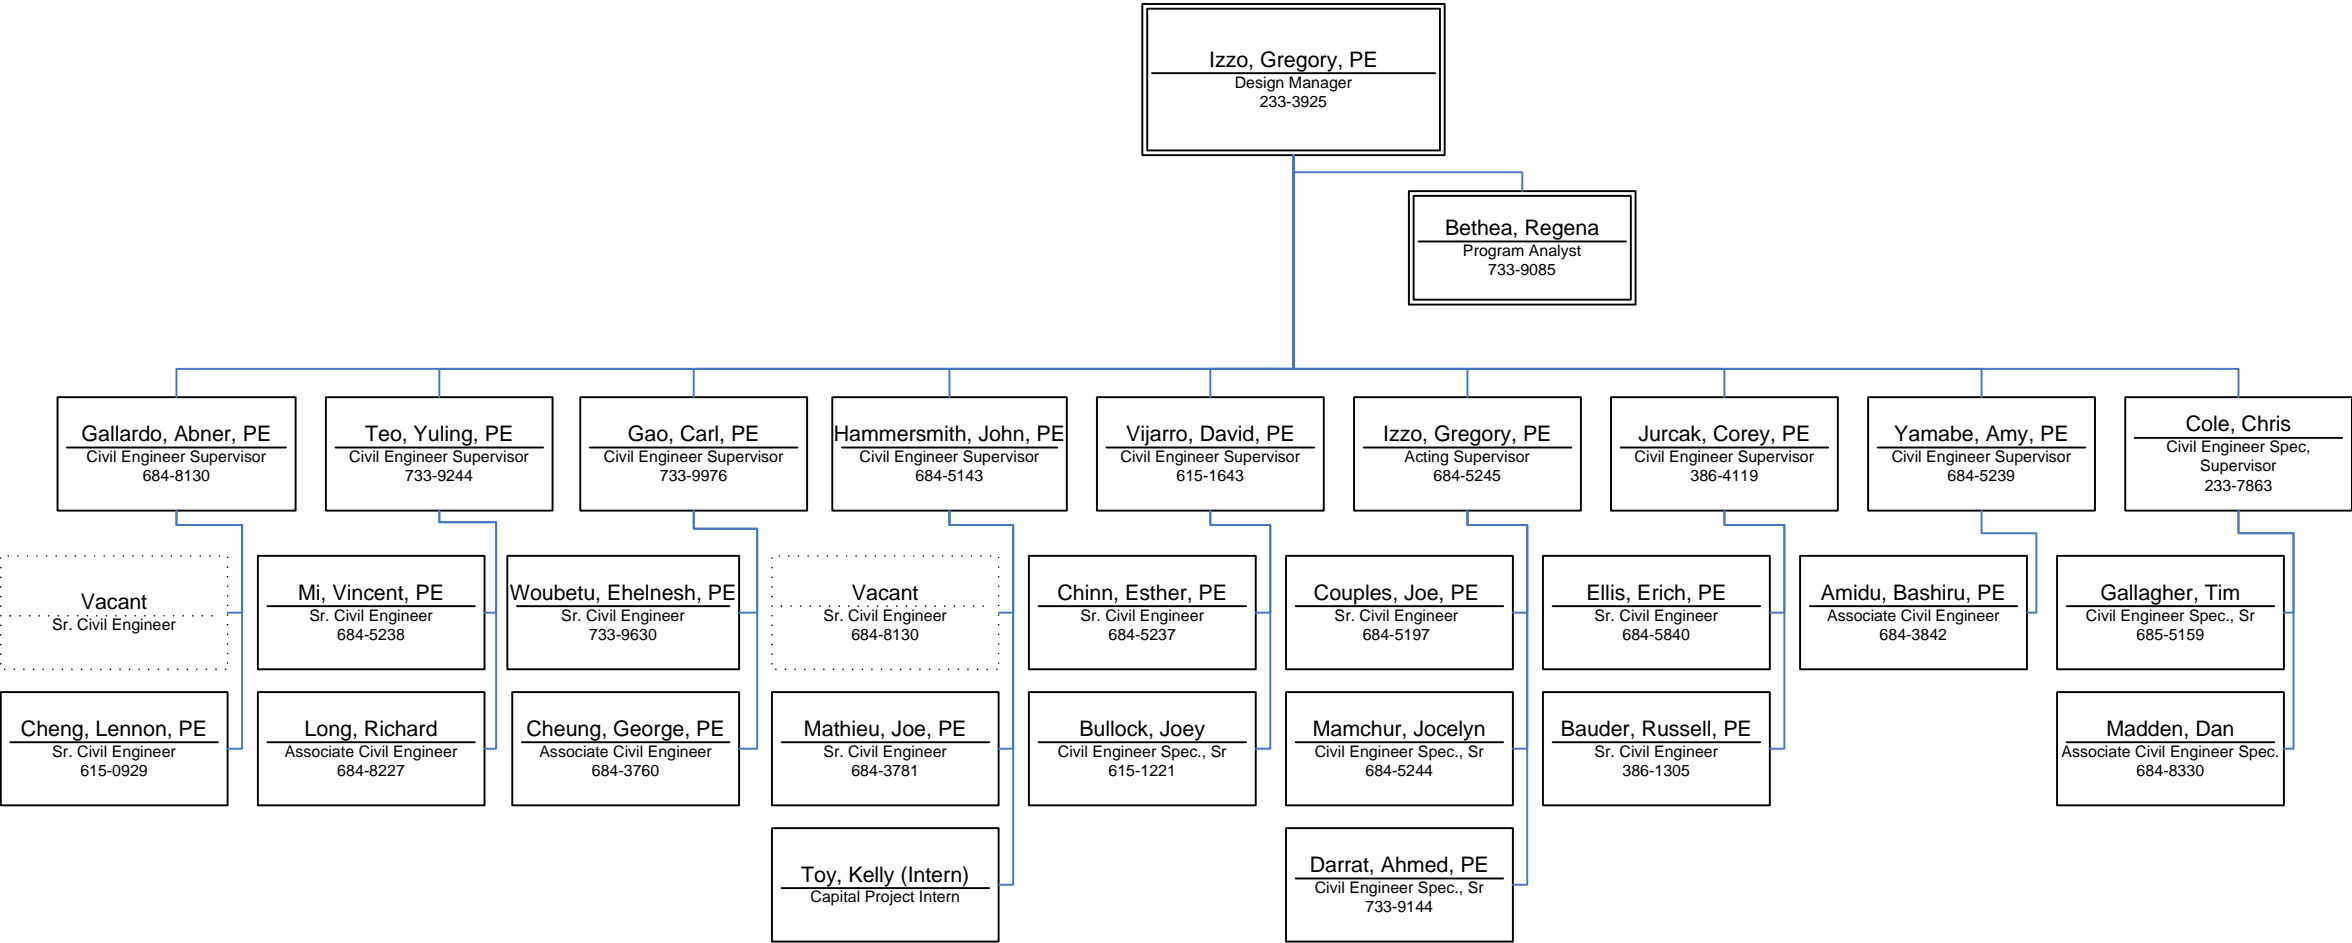 Izzo, Gregory, PE
Design Manager
233-3925
Bethea, Regena
Program Analyst
733-9085
Gallardo, Abner, PE
Civil Engineer Supervisor
684-8130
Teo, Yuling, PE
Civil Engineer Supervisor
733-9244
Gao, Carl, PE
Civil Engineer Supervisor
733-9976
Hammersmith, John, PE
Civil Engineer Supervisor
684-5143
Vijarro, David, PE
Civil Engineer Supervisor
615-1643
Izzo, Gregory, PE
Acting Supervisor
684-5245
Jurcak, Corey, PE
Civil Engineer Supervisor
386-4119
Yamabe, Amy, PE
Civil Engineer Supervisor
684-5239
Cole, Chris
Civil Engineer Spec,
Supervisor
233-7863
Vacant
Sr. Civil Engineer
Mi, Vincent, PE
Sr. Civil Engineer
684-5238
Woubetu, Ehelnesh, PE
Sr. Civil Engineer
733-9630
Vacant
Sr. Civil Engineer
684-8130
Chinn, Esther, PE
Sr. Civil Engineer
684-5237
Couples, Joe, PE
Sr. Civil Engineer
684-5197
Ellis, Erich, PE
Sr. Civil Engineer
684-5840
Amidu, Bashiru, PE
Associate Civil Engineer
684-3842
Gallagher, Tim
Civil Engineer Spec., Sr
685-5159
Cheng, Lennon, PE
Sr. Civil Engineer
615-0929
Long, Richard
Associate Civil Engineer
684-8227
Cheung, George, PE
Associate Civil Engineer
684-3760
Mathieu, Joe, PE
Sr. Civil Engineer
684-3781
Bullock, Joey
Civil Engineer Spec., Sr
615-1221
Mamchur, Jocelyn
Civil Engineer Spec., Sr
684-5244
Bauder, Russell, PE
Sr. Civil Engineer
386-1305
Madden, Dan
Associate Civil Engineer Spec.
684-8330
Toy, Kelly (Intern)
Capital Project Intern
Darrat, Ahmed, PE
Civil Engineer Spec., Sr
733-9144